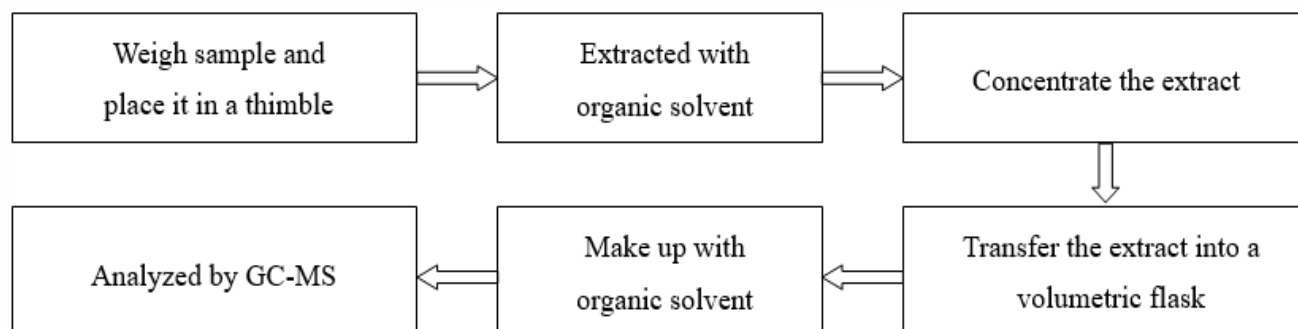 Weigh sample and
place it in a thimble
Extracted with
organic solvent
Concentrate the extract
Transfer the extract into a
volumetric flask
Make up with
organic solvent
Analyzed by GC-MS